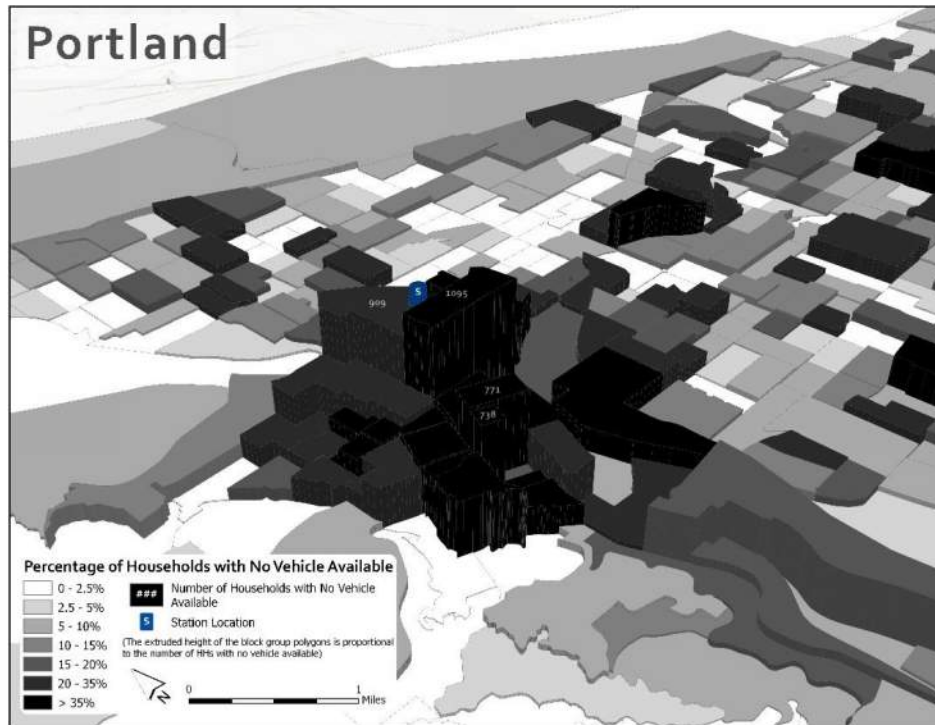 Portland
S
909
1095
771
738
Percentage of Households with No Vehicle Available
0 - 2.5%
2.5 - 5%
5 - 10%
10 - 15%
15 - 20%
20 - 35%
> 35%
### Number of Households with No Vehicle
Available
S Station Location
(The extruded height of the block group polygons is proportional
to the number of HHs with no vehicle available)
N
0 1
Miles